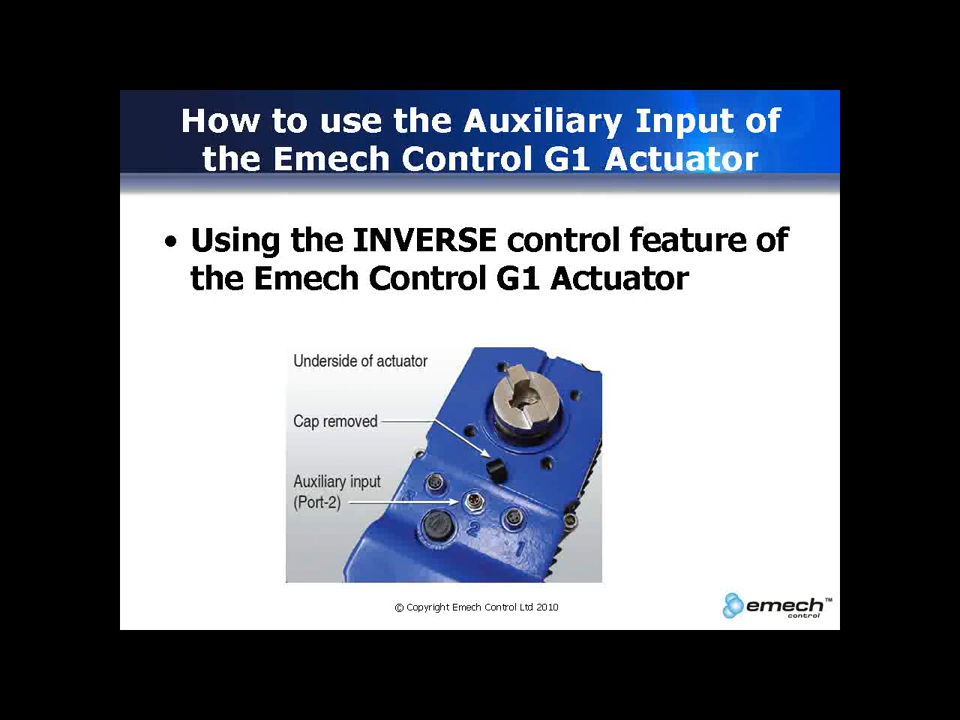 How to use the Auxiliary Input of
the Emech Control G1 Actuator
• Using the INVERSE control feature of
the Emech Control G1 Actuator
Underside of actuator
Cap removed
Auxiliary input
(Port-2)
2
1
© Copyright Emech Control Ltd 2010
emech™
control